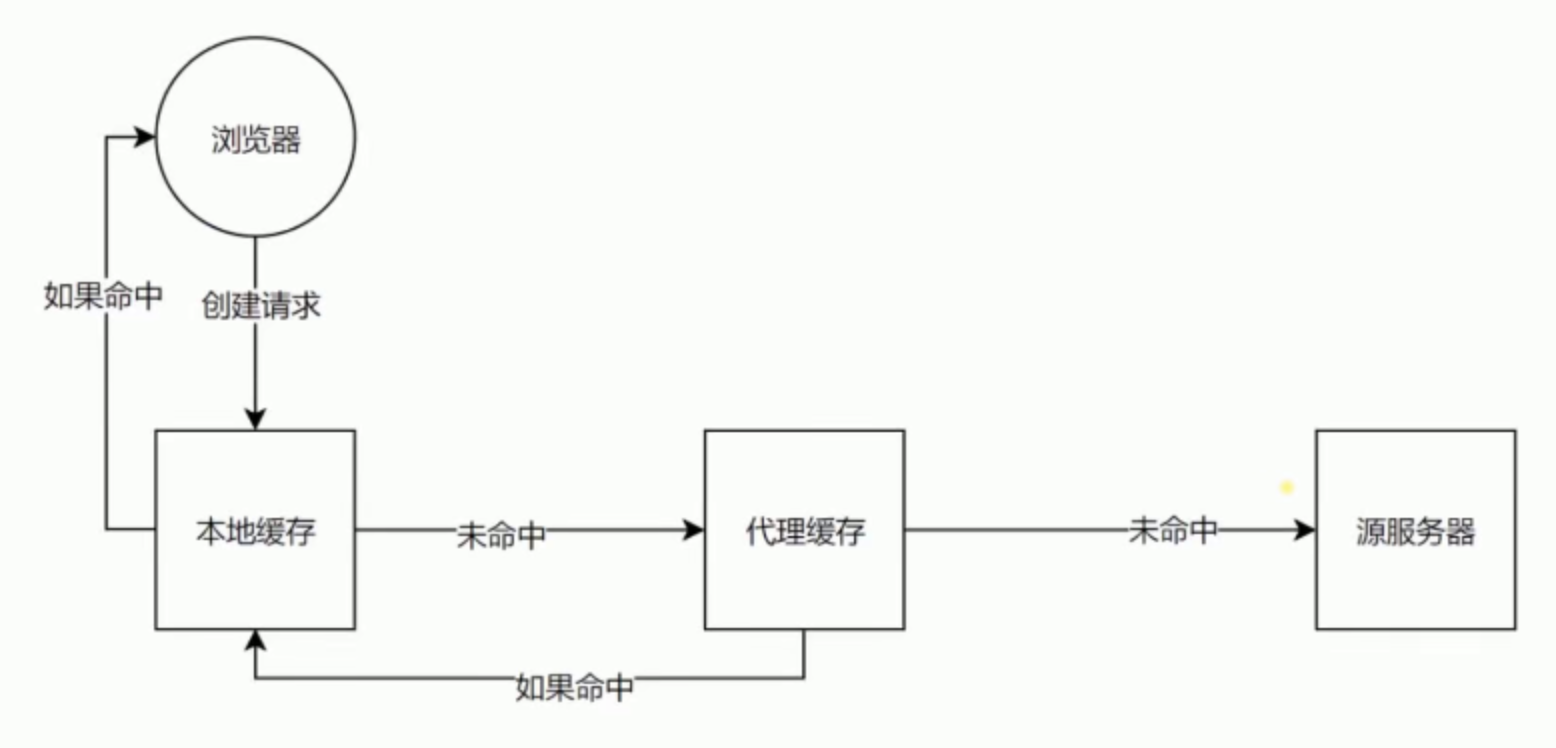 浏览器
如果命中
创建请求
本地缓存
未命中
代理缓存
未命中
源服务器
如果命中